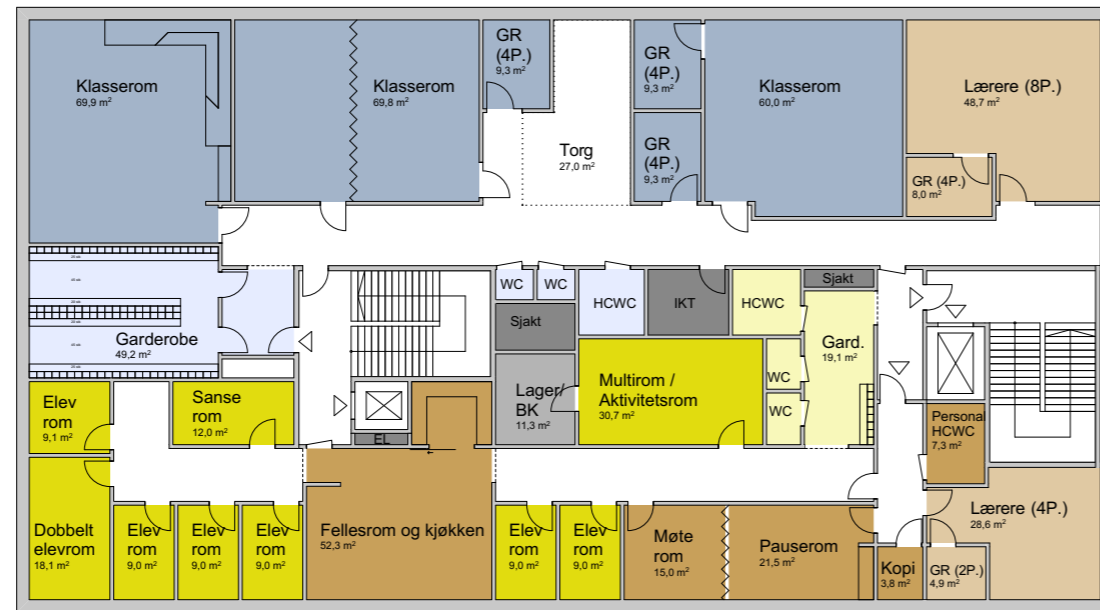 Klasserom
69,9 m²
Klasserom
69,8 m²
GR
(4P.)
9,3 m²
Torg
27,0 m²
GR
(4P.)
9,3 m²
GR
(4P.)
9,3 m²
Klasserom
60,0 m²
Lærere (8P.)
48,7 m²
GR (4P.)
8,0 m²
Garderobe
49,2 m²
WC
WC
HCWC
IKT
HCWC
Sjakt
Sjakt
Gard.
19,1 m²
Lager/
BK
11,3 m²
Multirom /
Aktivitetsrom
30,7 m²
WC
WC
Elev
rom
9,1 m²
Sanse
rom
12,0 m²
EL
Personal
HCWC
7,3 m²
Dobbelt
elevrom
18,1 m²
Elev
rom
9,0 m²
Elev
rom
9,0 m²
Elev
rom
9,0 m²
Fellesrom og kjøkken
52,3 m²
Elev
rom
9,0 m²
Elev
rom
9,0 m²
Møte
rom
15,0 m²
Pauserom
21,5 m²
Kopi
3,8 m²
Lærere (4P.)
28,6 m²
GR (2P.)
4,9 m²